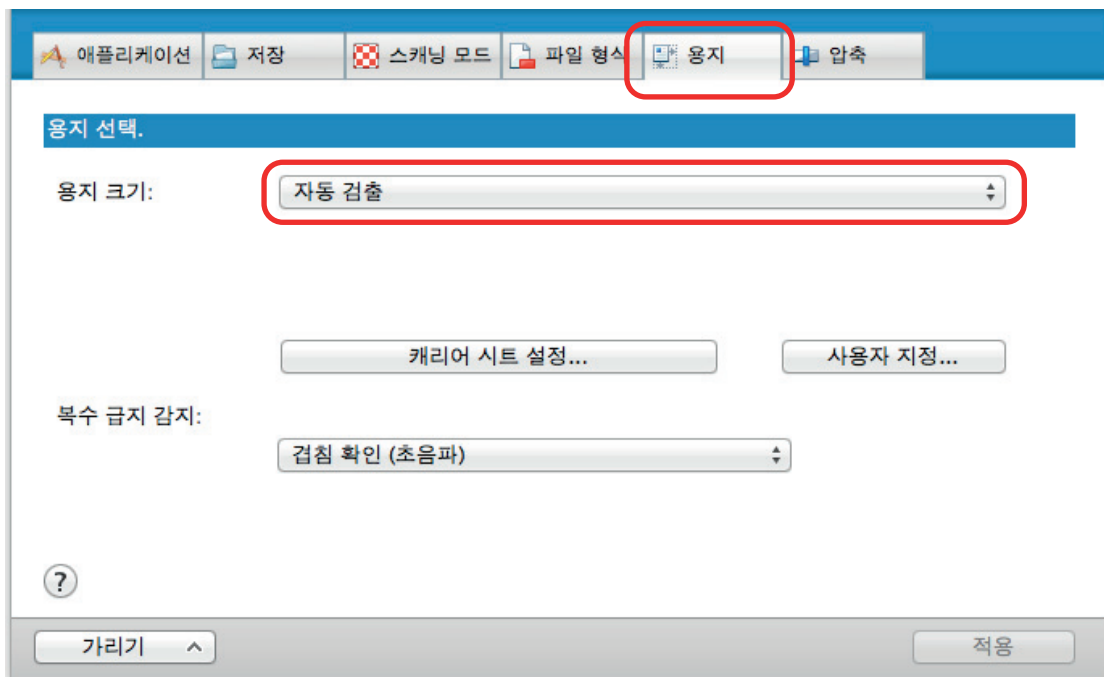 애플리케이션 저장 스캐닝 모드 파일 형식 용지 압축
용지 선택.
용지 크기: 자동 검출
캐리어 시트 설정... 사용자 지정...
복수 급지 감지:
겹침 확인 (초음파)
?
가리기 적용